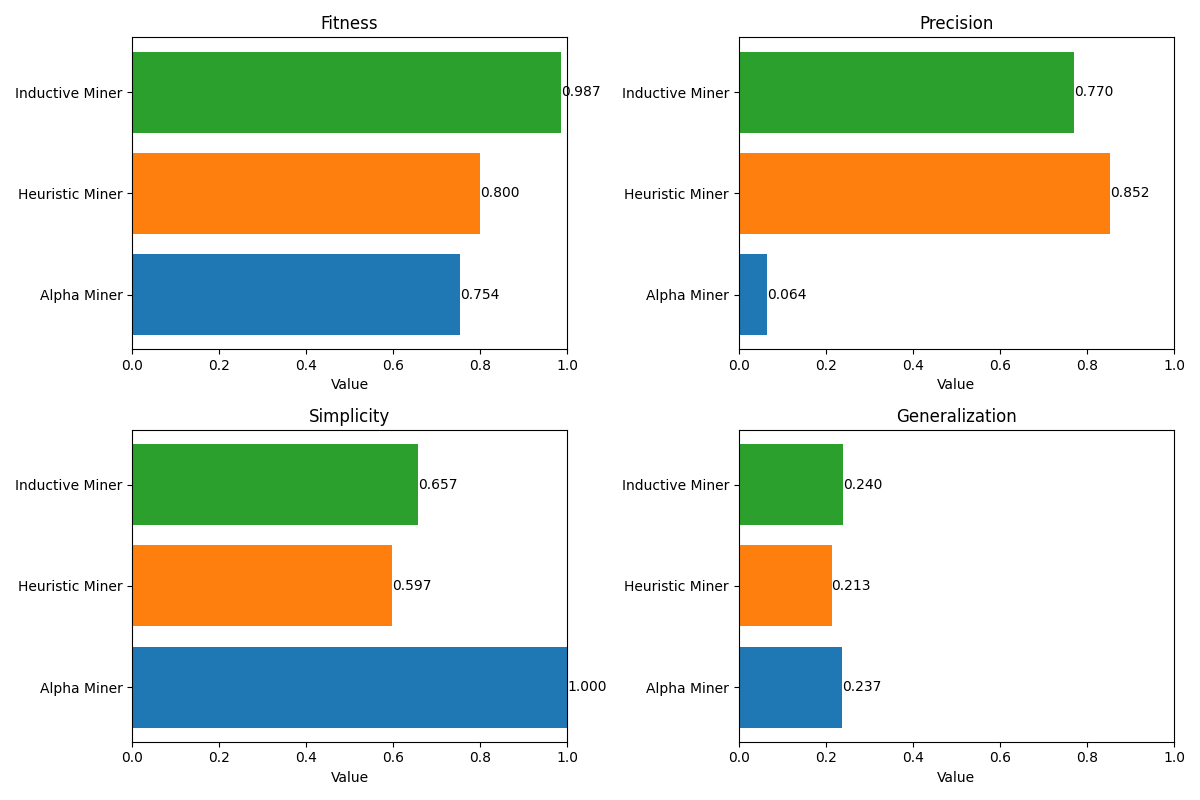 Fitness
Inductive Miner
0.987
Heuristic Miner
0.800
Alpha Miner
0.754
0.0 0.2 0.4 0.6 0.8 1.0
Value
Precision
Inductive Miner
0.770
Heuristic Miner
0.852
Alpha Miner
0.064
0.0 0.2 0.4 0.6 0.8 1.0
Value
Simplicity
Inductive Miner
0.657
Heuristic Miner
0.597
Alpha Miner
1.000
0.0 0.2 0.4 0.6 0.8 1.0
Value
Generalization
Inductive Miner
0.240
Heuristic Miner
0.213
Alpha Miner
0.237
0.0 0.2 0.4 0.6 0.8 1.0
Value